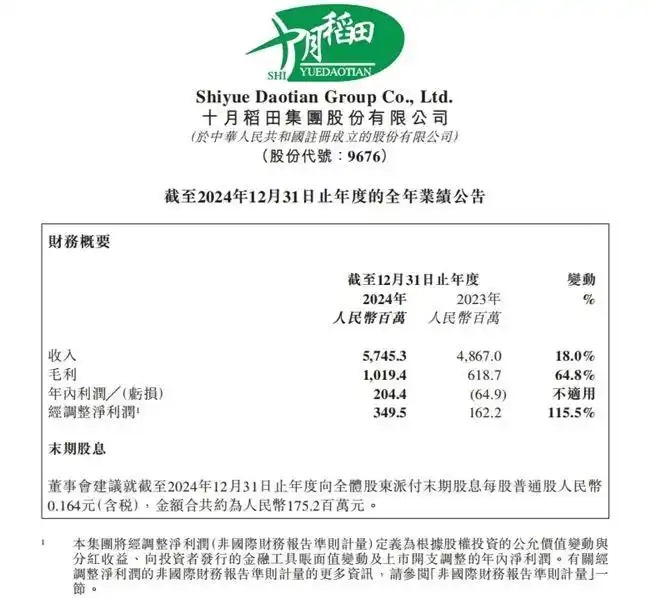 十月稻田
SHI YUEDAOTIAN
Shiyue Daotian Group Co., Ltd.
十月稻田集團股份有限公司
(於中華人民共和國註冊成立的股份有限公司)
(股份代號：9676)
截至2024年12月31日止年度的全年業績公告
財務概要
截至12月31日止年度 變動
2024年 2023年 %
人民幣百萬 人民幣百萬
收入 5,745.3 4,867.0 18.0%
毛利 1,019.4 618.7 64.8%
年內利潤／(虧損) 204.4 (64.9) 不適用
經調整淨利潤¹ 349.5 162.2 115.5%
末期股息
董事會建議就截至2024年12月31日止年度向全體股東派付末期股息每股普通股人民幣
0.164元(含稅)，金額合共約為人民幣175.2百萬元。
1 本集團將經調整淨利潤(非國際財務報告準則計量)定義為根據股權投資的公允價值變動與
分紅收益、向投資者發行的金融工具賬面值變動及上市開支調整的年內淨利潤。有關經
調整淨利潤的非國際財務報告準則計量的更多資訊，請參閱「非國際財務報告準則計量」一
節。